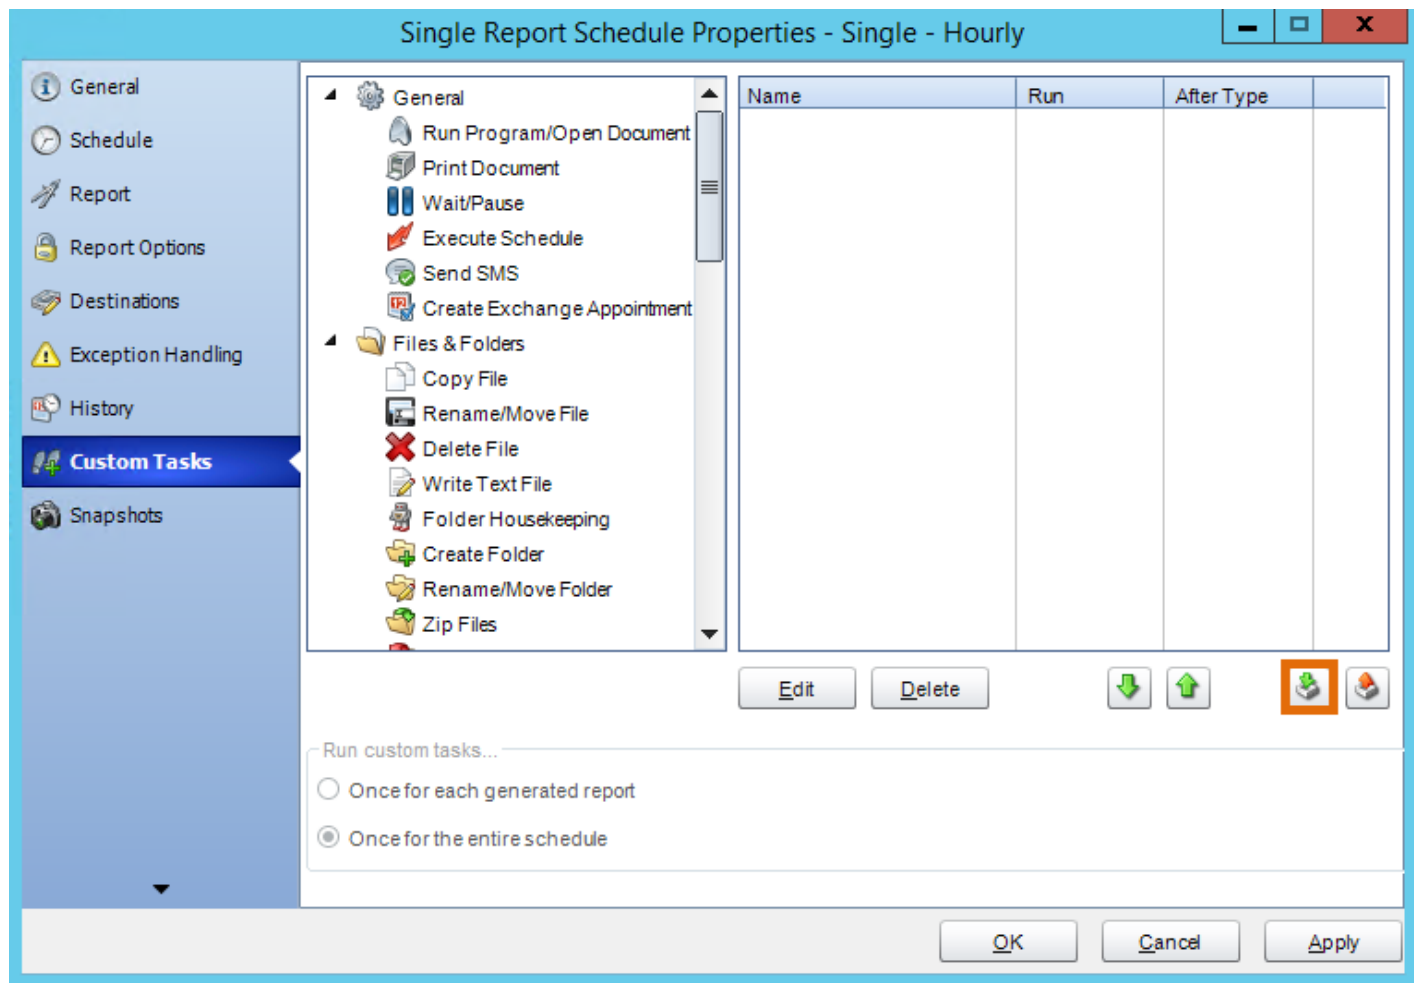 Single Report Schedule Properties - Single - Hourly
General
Schedule
Report
Report Options
Destinations
Exception Handling
History
Custom Tasks
Snapshots
General
Run Program/Open Document
Print Document
Wait/Pause
Execute Schedule
Send SMS
Create Exchange Appointment
Files & Folders
Copy File
Rename/Move File
Delete File
Write Text File
Folder Housekeeping
Create Folder
Rename/Move Folder
Zip Files
Name Run After Type
Edit Delete
Run custom tasks...
Once for each generated report
Once for the entire schedule
OK Cancel Apply